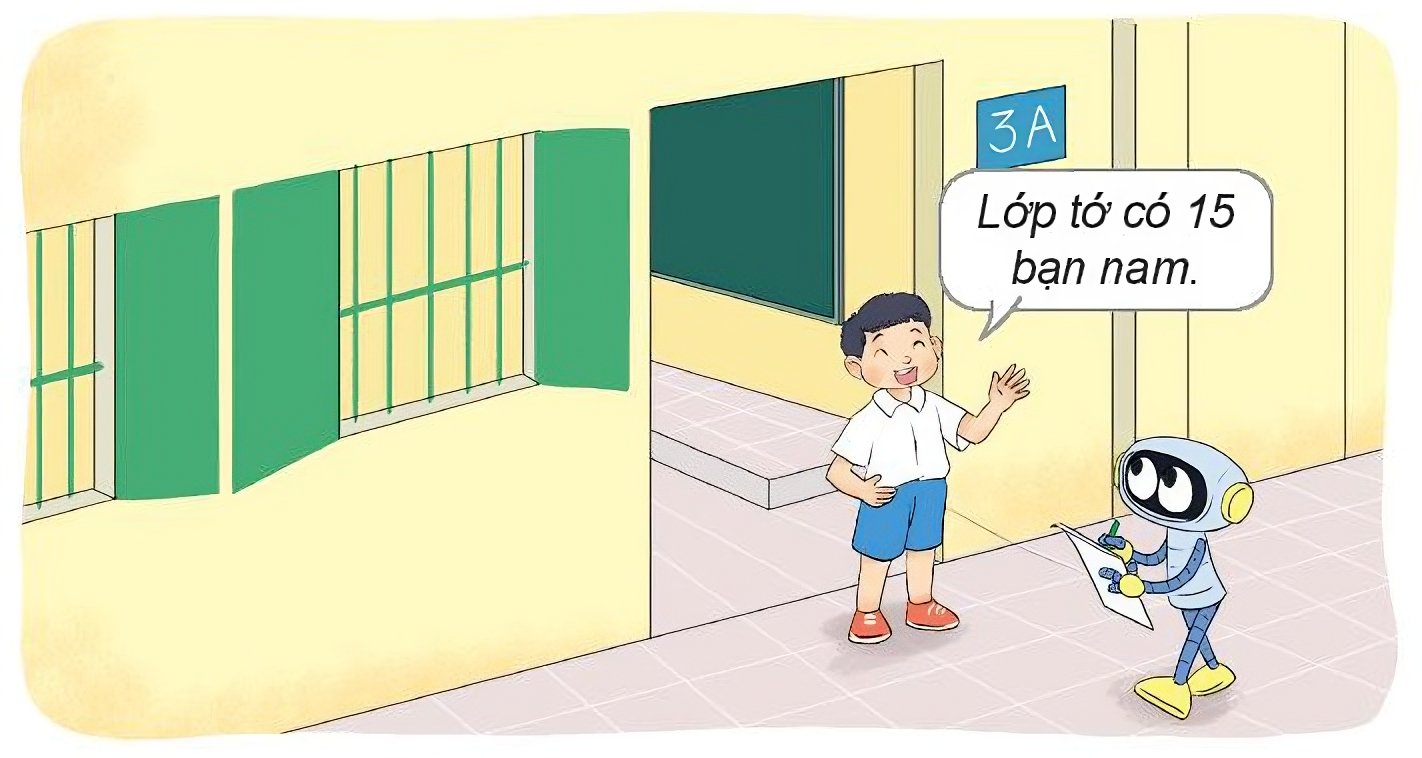 3A
Lớp tớ có 15
bạn nam.